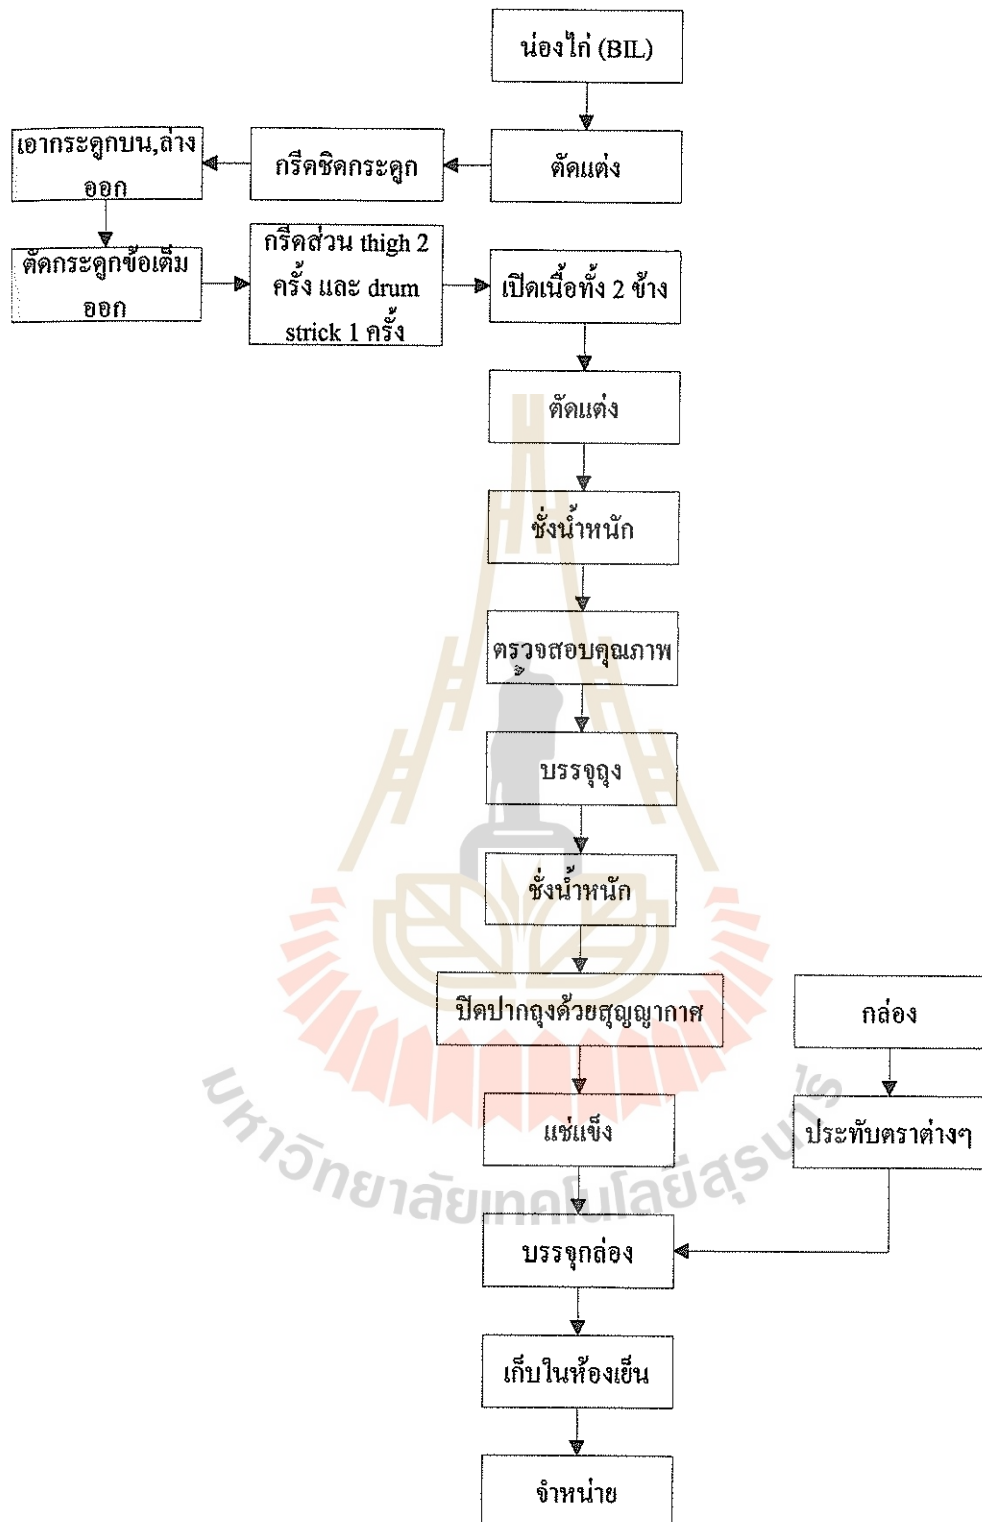 น่องไก่ (BIL)
ตัดแต่ง
กรีดชิดกระดูก
เอากระดูกบน,ล่าง
ออก
ตัดกระดูกข้อเต็ม
ออก
กรีดส่วน thigh 2
ครั้ง และ drum
strick 1 ครั้ง
เปิดเนื้อทั้ง 2 ข้าง
ตัดแต่ง
ชั่งน้ำหนัก
ตรวจสอบคุณภาพ
บรรจุถุง
ชั่งน้ำหนัก
ปิดปากถุงด้วยสุญญากาศ
กล่อง
แช่แข็ง
ประทับตราต่างๆ
บรรจุกล่อง
เก็บในห้องเย็น
จำหน่าย
มหาวิทยาลัยเทคโนโลยีสุรนารี